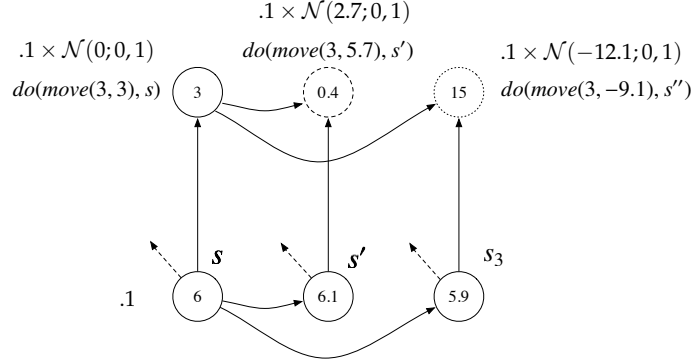 .1 × 𝒩(2.7; 0, 1)
.1 × 𝒩(0; 0, 1)
do(move(3, 5.7), s′)
.1 × 𝒩(−12.1; 0, 1)
do(move(3, 3), s)
3
0.4
15
do(move(3, −9.1), s″)
s
s′
s₃
.1
6
6.1
5.9